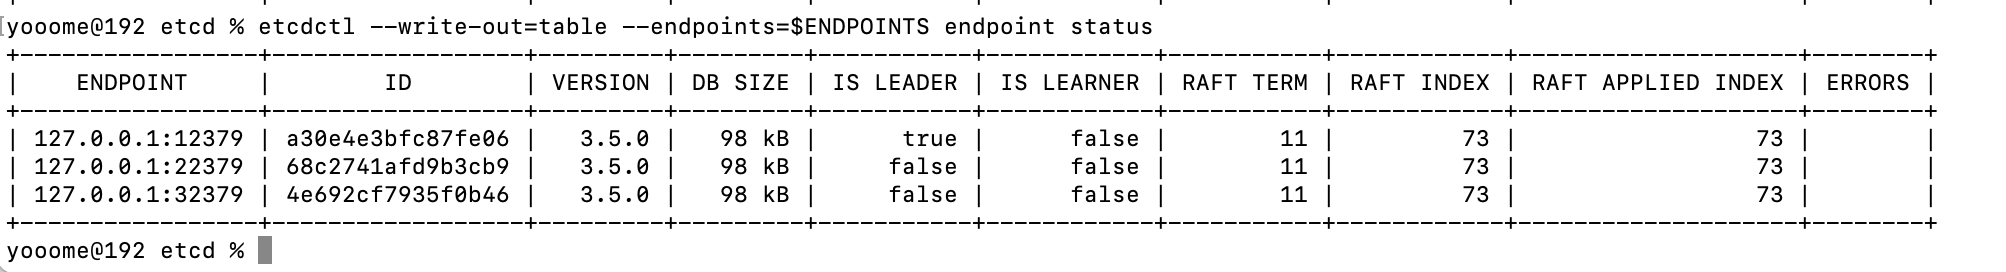 yooome@192 etcd % etcdctl --write-out=table --endpoints=$ENDPOINTS endpoint status
+-----------------+------------------+---------+---------+-----------+------------+-----------+------------+--------------------+--------+
|    ENDPOINT     |        ID        | VERSION | DB SIZE | IS LEADER | IS LEARNER | RAFT TERM | RAFT INDEX | RAFT APPLIED INDEX | ERRORS |
+-----------------+------------------+---------+---------+-----------+------------+-----------+------------+--------------------+--------+
| 127.0.0.1:12379 | a30e4e3bfc87fe06 |   3.5.0 |   98 kB |      true |      false |        11 |         73 |                 73 |        |
| 127.0.0.1:22379 | 68c2741afd9b3cb9 |   3.5.0 |   98 kB |     false |      false |        11 |         73 |                 73 |        |
| 127.0.0.1:32379 | 4e692cf7935f0b46 |   3.5.0 |   98 kB |     false |      false |        11 |         73 |                 73 |        |
+-----------------+------------------+---------+---------+-----------+------------+-----------+------------+--------------------+--------+
yooome@192 etcd %